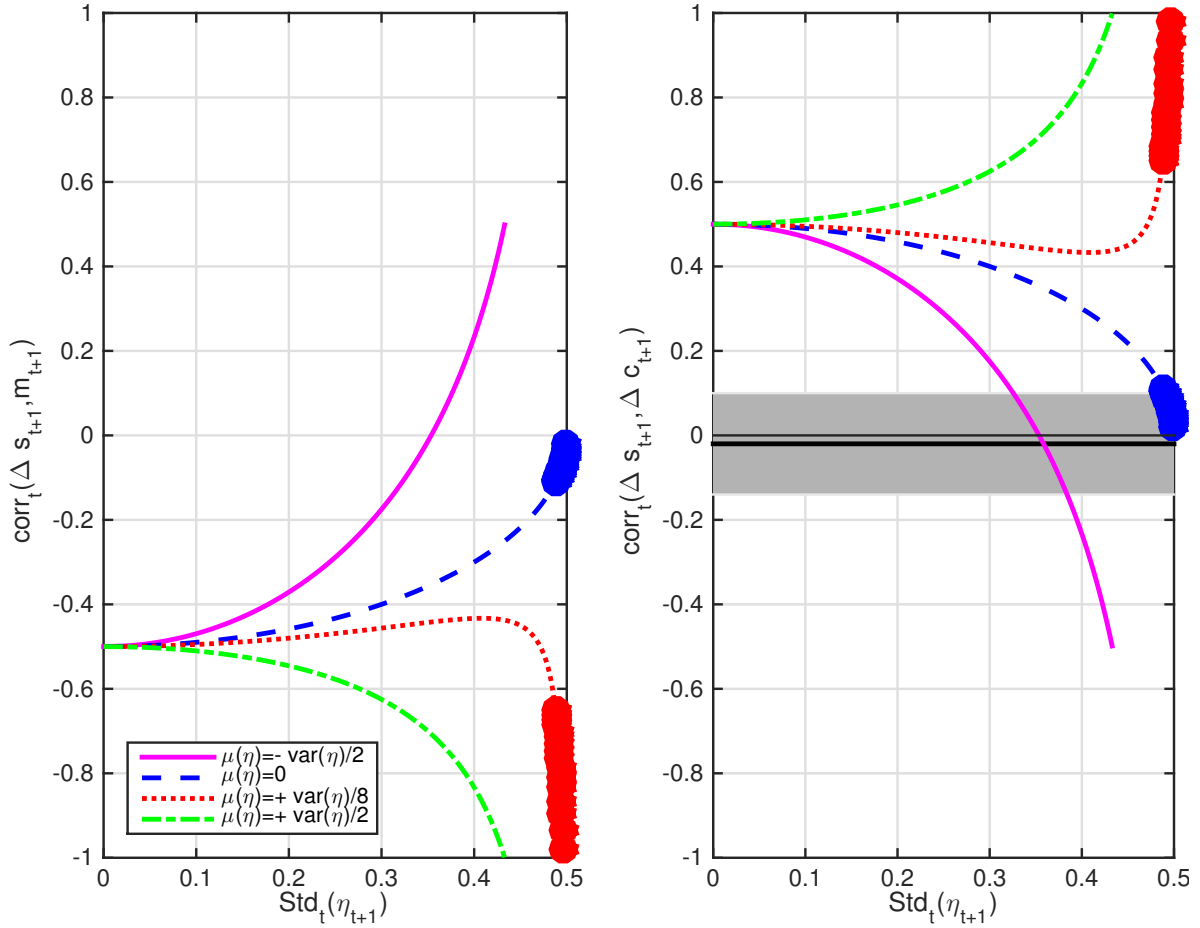 1
0.8
0.6
0.4
0.2
0
-0.2
-0.4
-0.6
-0.8
-1
corr_t(Δ s_{t+1}, m_{t+1})
μ(η)=- var(η)/2
μ(η)=0
μ(η)=+ var(η)/8
μ(η)=+ var(η)/2
0 0.1 0.2 0.3 0.4 0.5
Std_t(η_{t+1})
1
0.8
0.6
0.4
0.2
0
-0.2
-0.4
-0.6
-0.8
-1
corr_t(Δ s_{t+1}, Δ c_{t+1})
0 0.1 0.2 0.3 0.4 0.5
Std_t(η_{t+1})